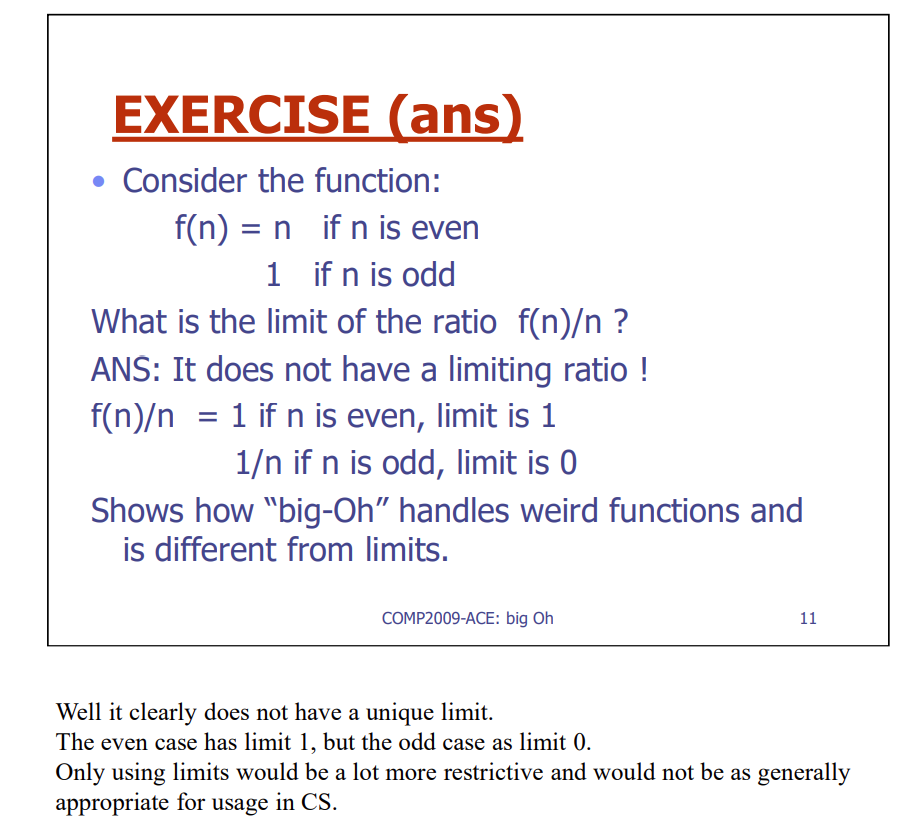 EXERCISE (ans)
• Consider the function:
f(n) = n if n is even
1 if n is odd
What is the limit of the ratio f(n)/n ?
ANS: It does not have a limiting ratio !
f(n)/n = 1 if n is even, limit is 1
1/n if n is odd, limit is 0
Shows how “big-Oh” handles weird functions and
is different from limits.
COMP2009-ACE: big Oh 11
Well it clearly does not have a unique limit.
The even case has limit 1, but the odd case as limit 0.
Only using limits would be a lot more restrictive and would not be as generally
appropriate for usage in CS.